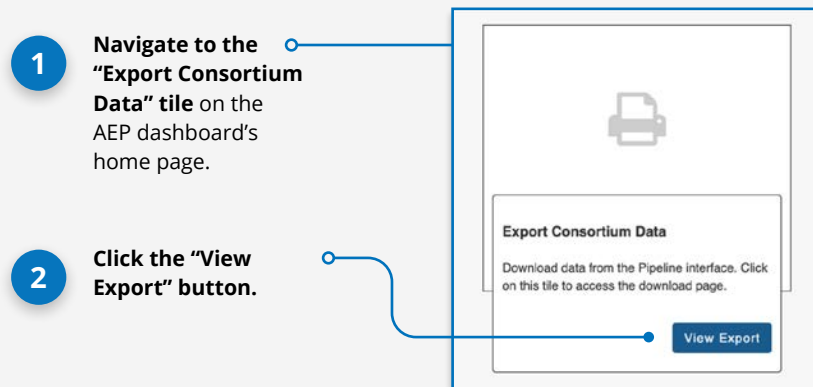 1
Navigate to the
“Export Consortium
Data” tile on the
AEP dashboard’s
home page.
2
Click the “View
Export” button.
Export Consortium Data
Download data from the Pipeline interface. Click
on this tile to access the download page.
View Export